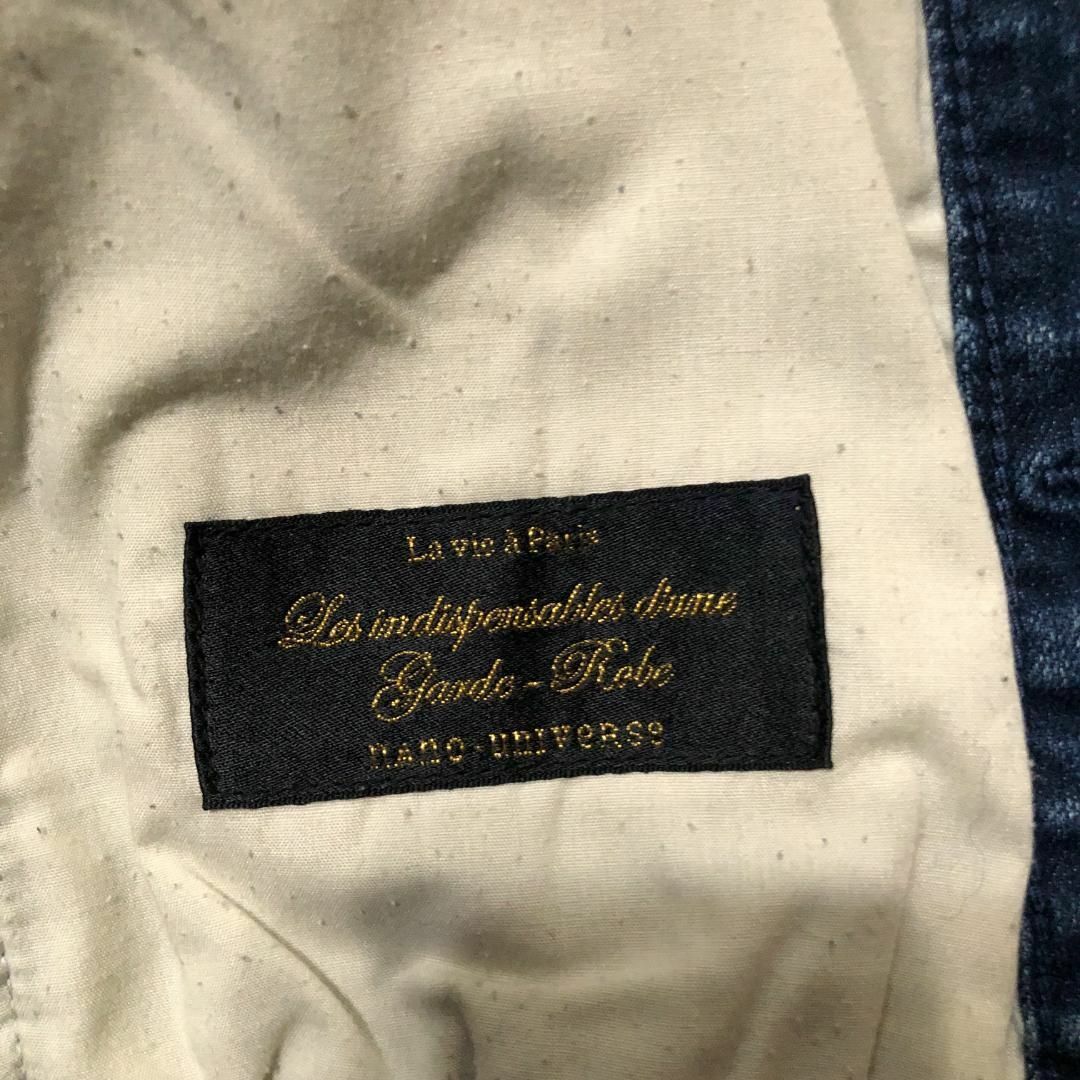 La vie à Paris
Les indispensables d'une
Garde-Robe
nano·universe